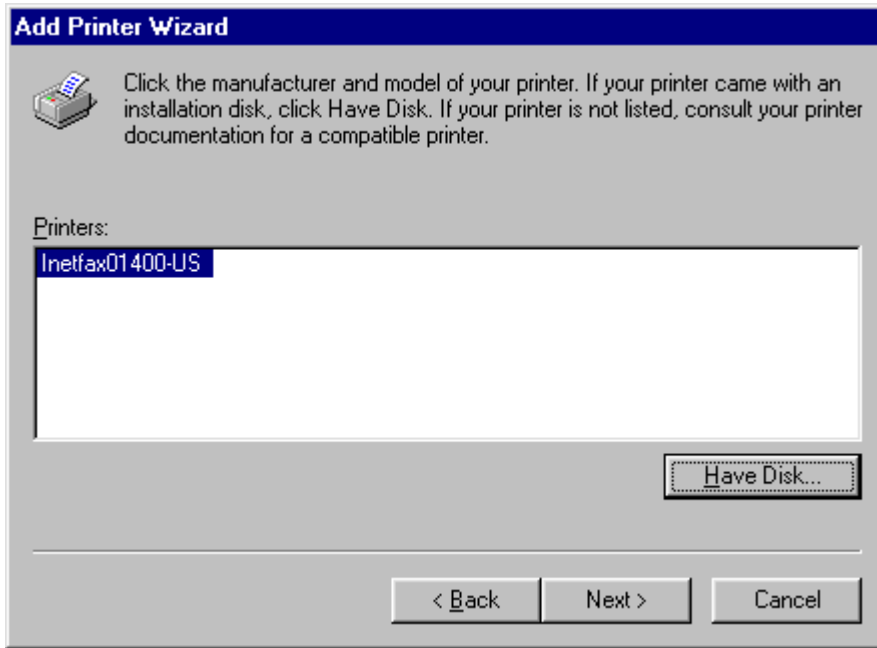 Add Printer Wizard
Click the manufacturer and model of your printer. If your printer came with an
installation disk, click Have Disk. If your printer is not listed, consult your printer
documentation for a compatible printer.
Printers:
Inetfax01400-US
Have Disk...
< Back
Next >
Cancel